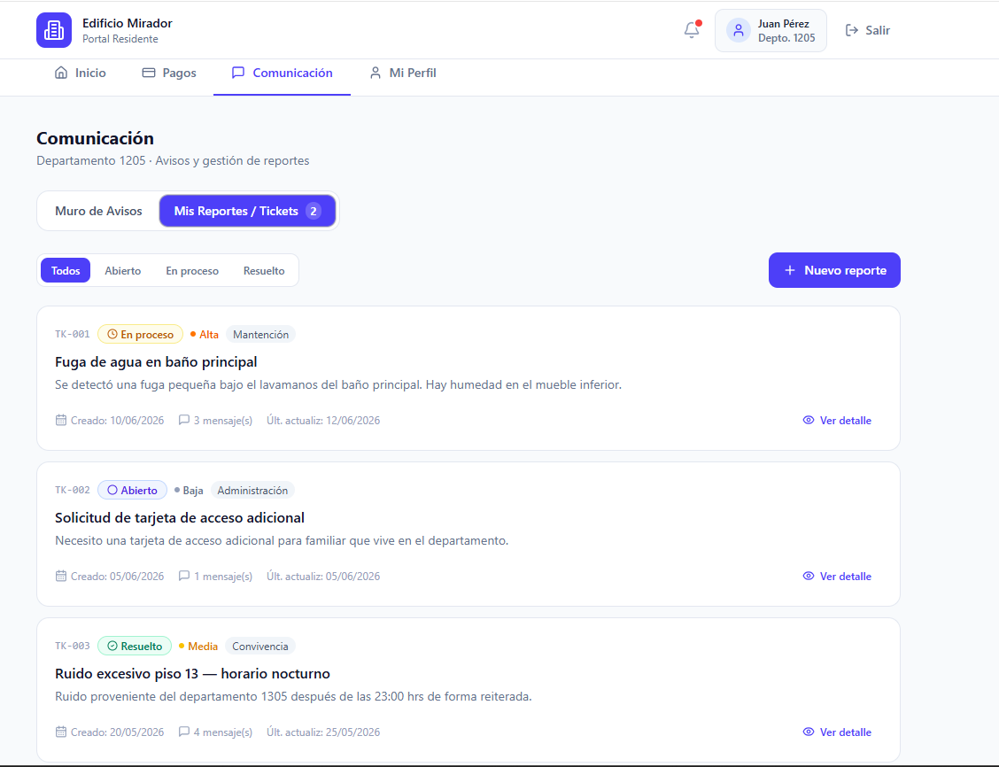 Edificio Mirador
Portal Residente
Juan Pérez
Depto. 1205
Salir
Inicio
Pagos
Comunicación
Mi Perfil
Comunicación
Departamento 1205 · Avisos y gestión de reportes
Muro de Avisos
Mis Reportes / Tickets 2
Todos
Abierto
En proceso
Resuelto
+ Nuevo reporte
TK-001 En proceso Alta Mantención
Fuga de agua en baño principal
Se detectó una fuga pequeña bajo el lavamanos del baño principal. Hay humedad en el mueble inferior.
Creado: 10/06/2026 3 mensaje(s) Últ. actualiz: 12/06/2026 Ver detalle
TK-002 Abierto Baja Administración
Solicitud de tarjeta de acceso adicional
Necesito una tarjeta de acceso adicional para familiar que vive en el departamento.
Creado: 05/06/2026 1 mensaje(s) Últ. actualiz: 05/06/2026 Ver detalle
TK-003 Resuelto Media Convivencia
Ruido excesivo piso 13 — horario nocturno
Ruido proveniente del departamento 1305 después de las 23:00 hrs de forma reiterada.
Creado: 20/05/2026 4 mensaje(s) Últ. actualiz: 25/05/2026 Ver detalle